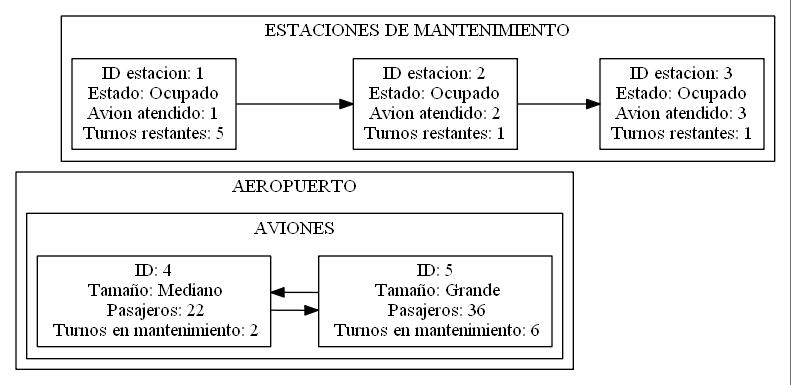 ESTACIONES DE MANTENIMIENTO
ID estacion: 1
Estado: Ocupado
Avion atendido: 1
Turnos restantes: 5
ID estacion: 2
Estado: Ocupado
Avion atendido: 2
Turnos restantes: 1
ID estacion: 3
Estado: Ocupado
Avion atendido: 3
Turnos restantes: 1
AEROPUERTO
AVIONES
ID: 4
Tamaño: Mediano
Pasajeros: 22
Turnos en mantenimiento: 2
ID: 5
Tamaño: Grande
Pasajeros: 36
Turnos en mantenimiento: 6